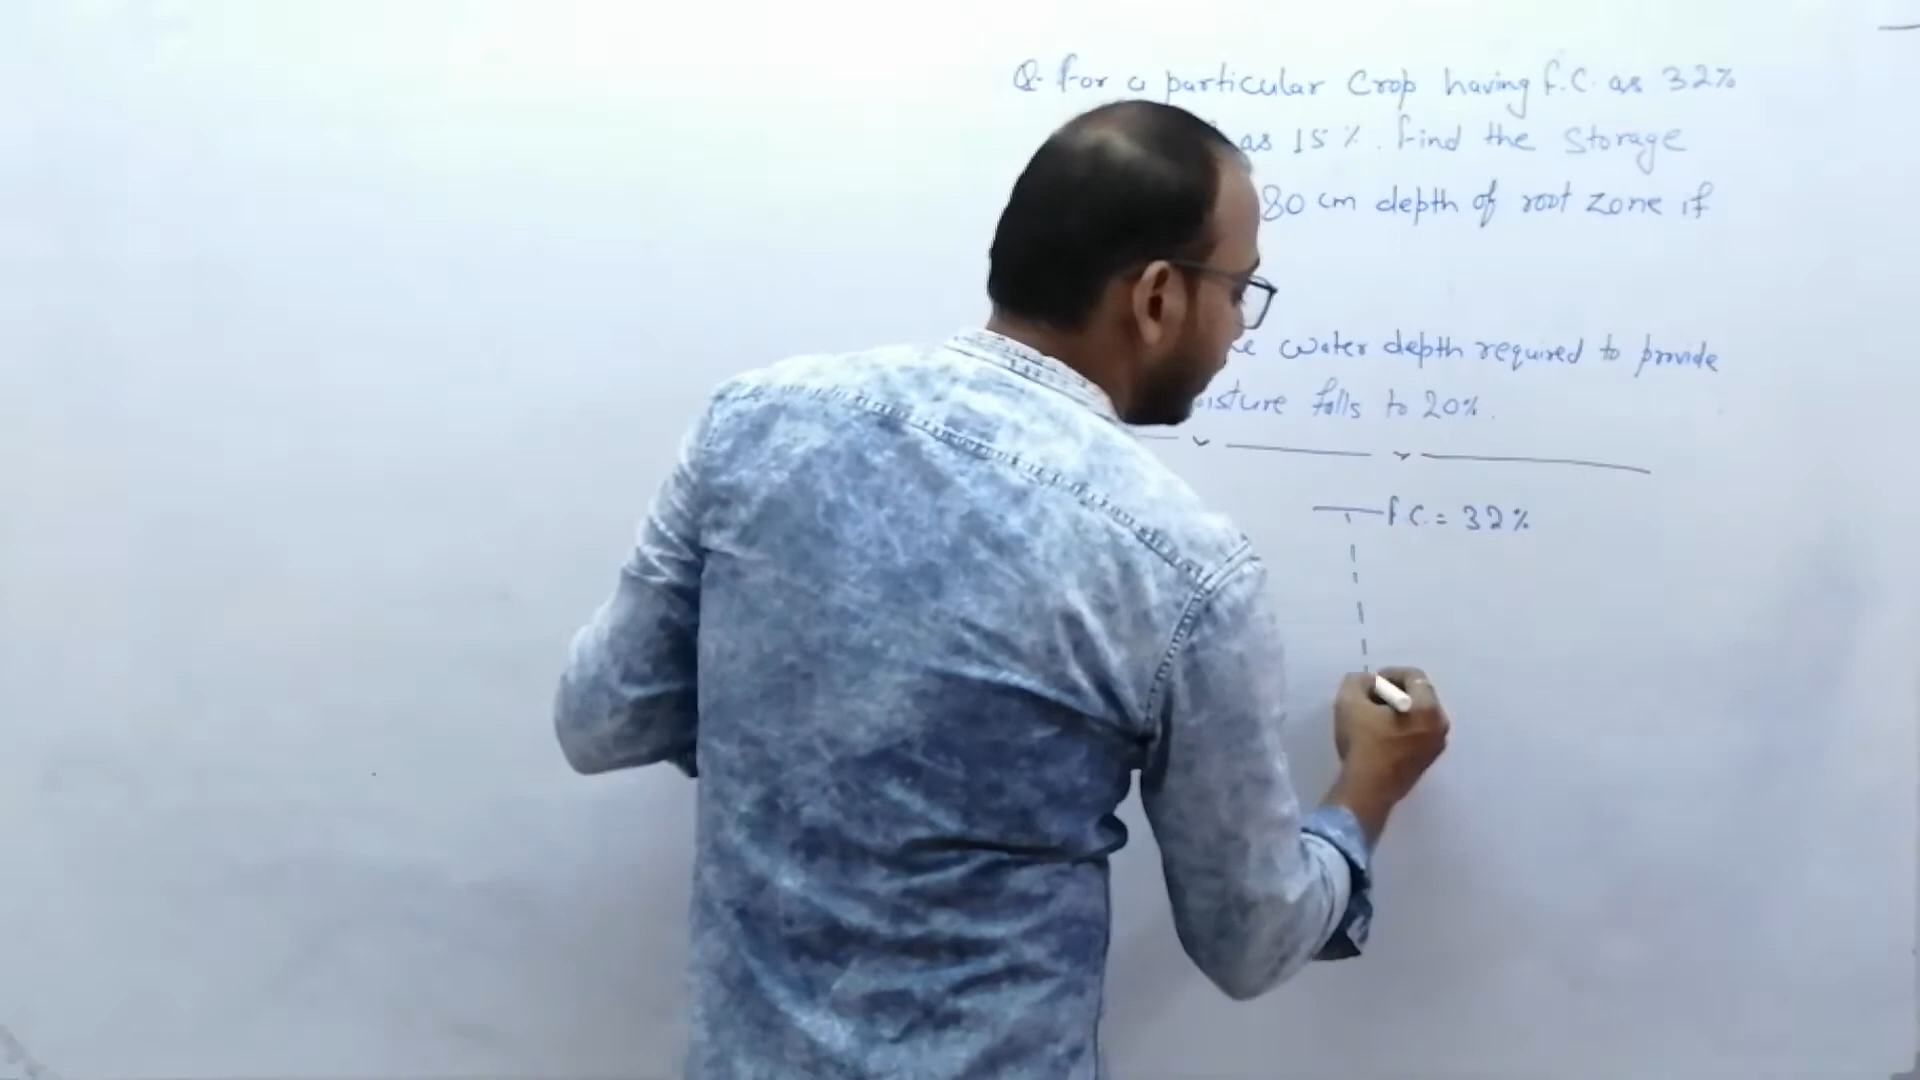 Q. For a particular Crop having F.C. as 32%
as 15%. Find the Storage
80 cm depth of root zone if
water depth required to provide
falls to 20%.
F.C. = 32%